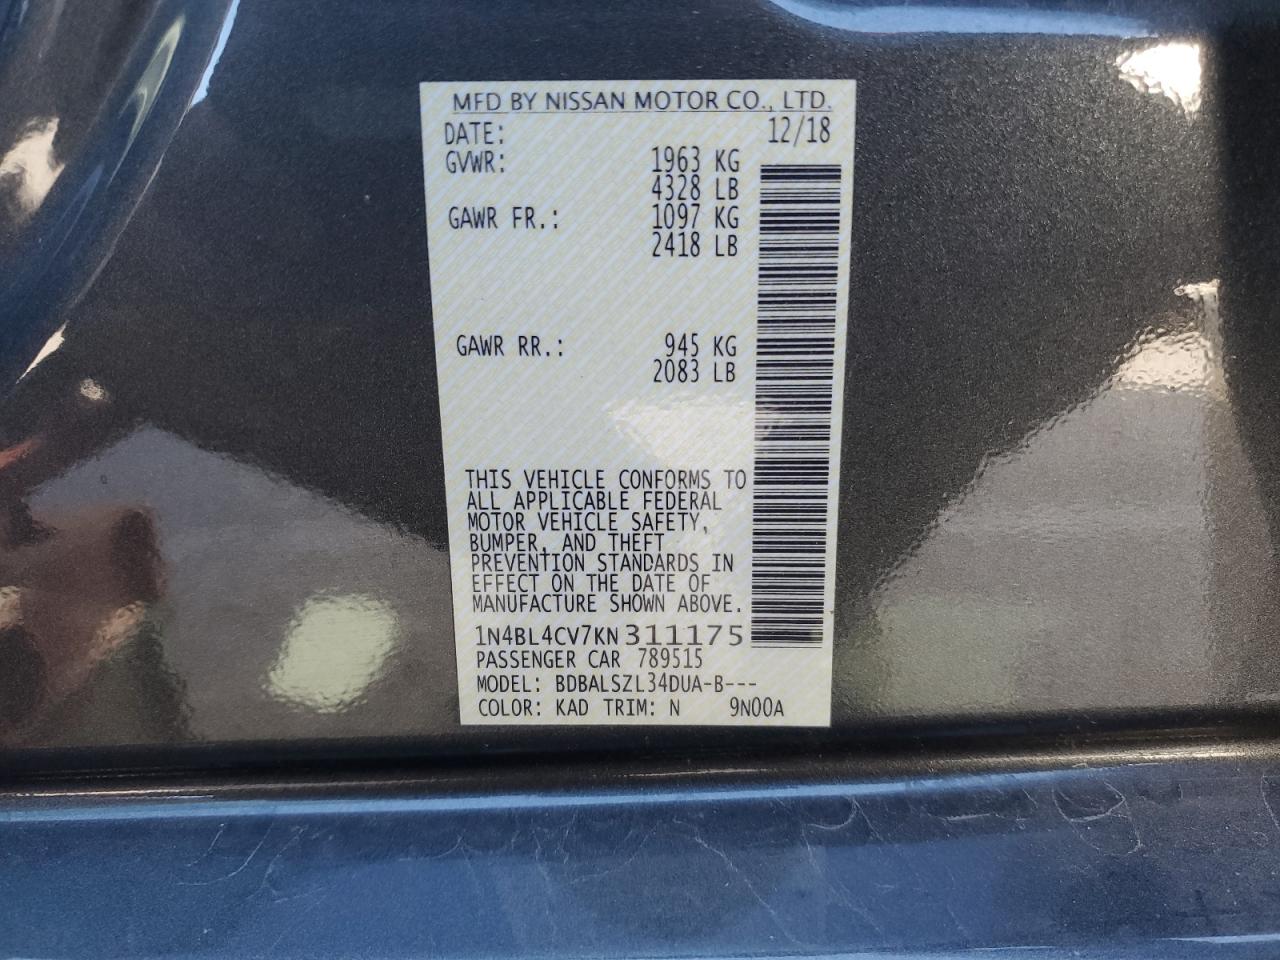 MFD BY NISSAN MOTOR CO., LTD.
DATE: 12/18
GVWR: 1963 KG
4328 LB
GAWR FR.: 1097 KG
2418 LB
GAWR RR.: 945 KG
2083 LB
THIS VEHICLE CONFORMS TO
ALL APPLICABLE FEDERAL
MOTOR VEHICLE SAFETY,
BUMPER, AND THEFT
PREVENTION STANDARDS IN
EFFECT ON THE DATE OF
MANUFACTURE SHOWN ABOVE.
1N4BL4CV7KN311175
PASSENGER CAR 789515
MODEL: BDBALSZL34DUA-B---
COLOR: KAD TRIM: N 9N00A